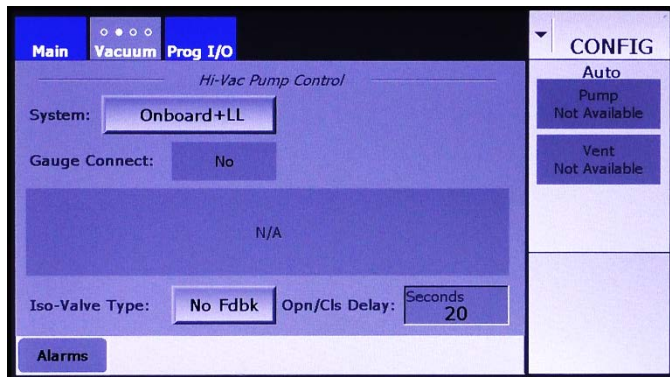 Main
Vacuum
Prog I/O
CONFIG
Hi-Vac Pump Control
System:
Onboard+LL
Gauge Connect:
No
N/A
Iso-Valve Type:
No Fdbk
Opn/Cls Delay:
Seconds
20
Alarms
Auto
Pump
Not Available
Vent
Not Available